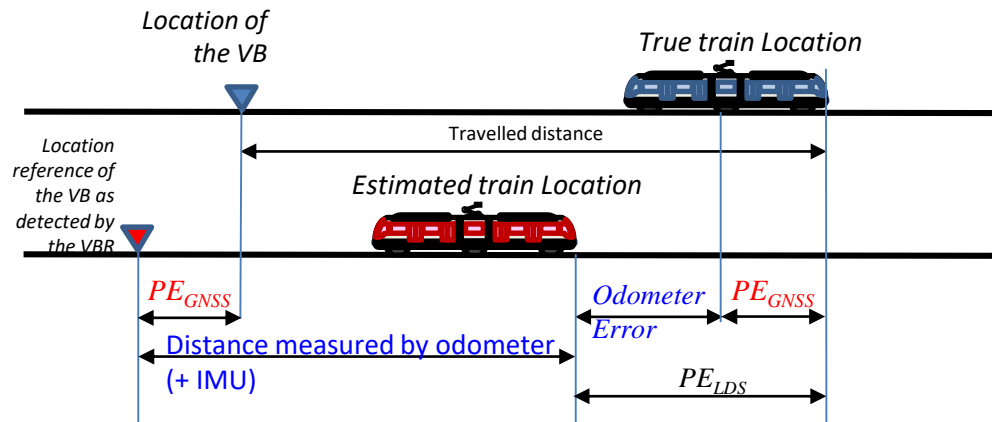 Location of
the VB
True train Location
Travelled distance
Location
reference of
the VB as
detected by
the VBR
Estimated train Location
PE_GNSS
Odometer
Error
PE_GNSS
Distance measured by odometer
(+ IMU)
PE_LDS